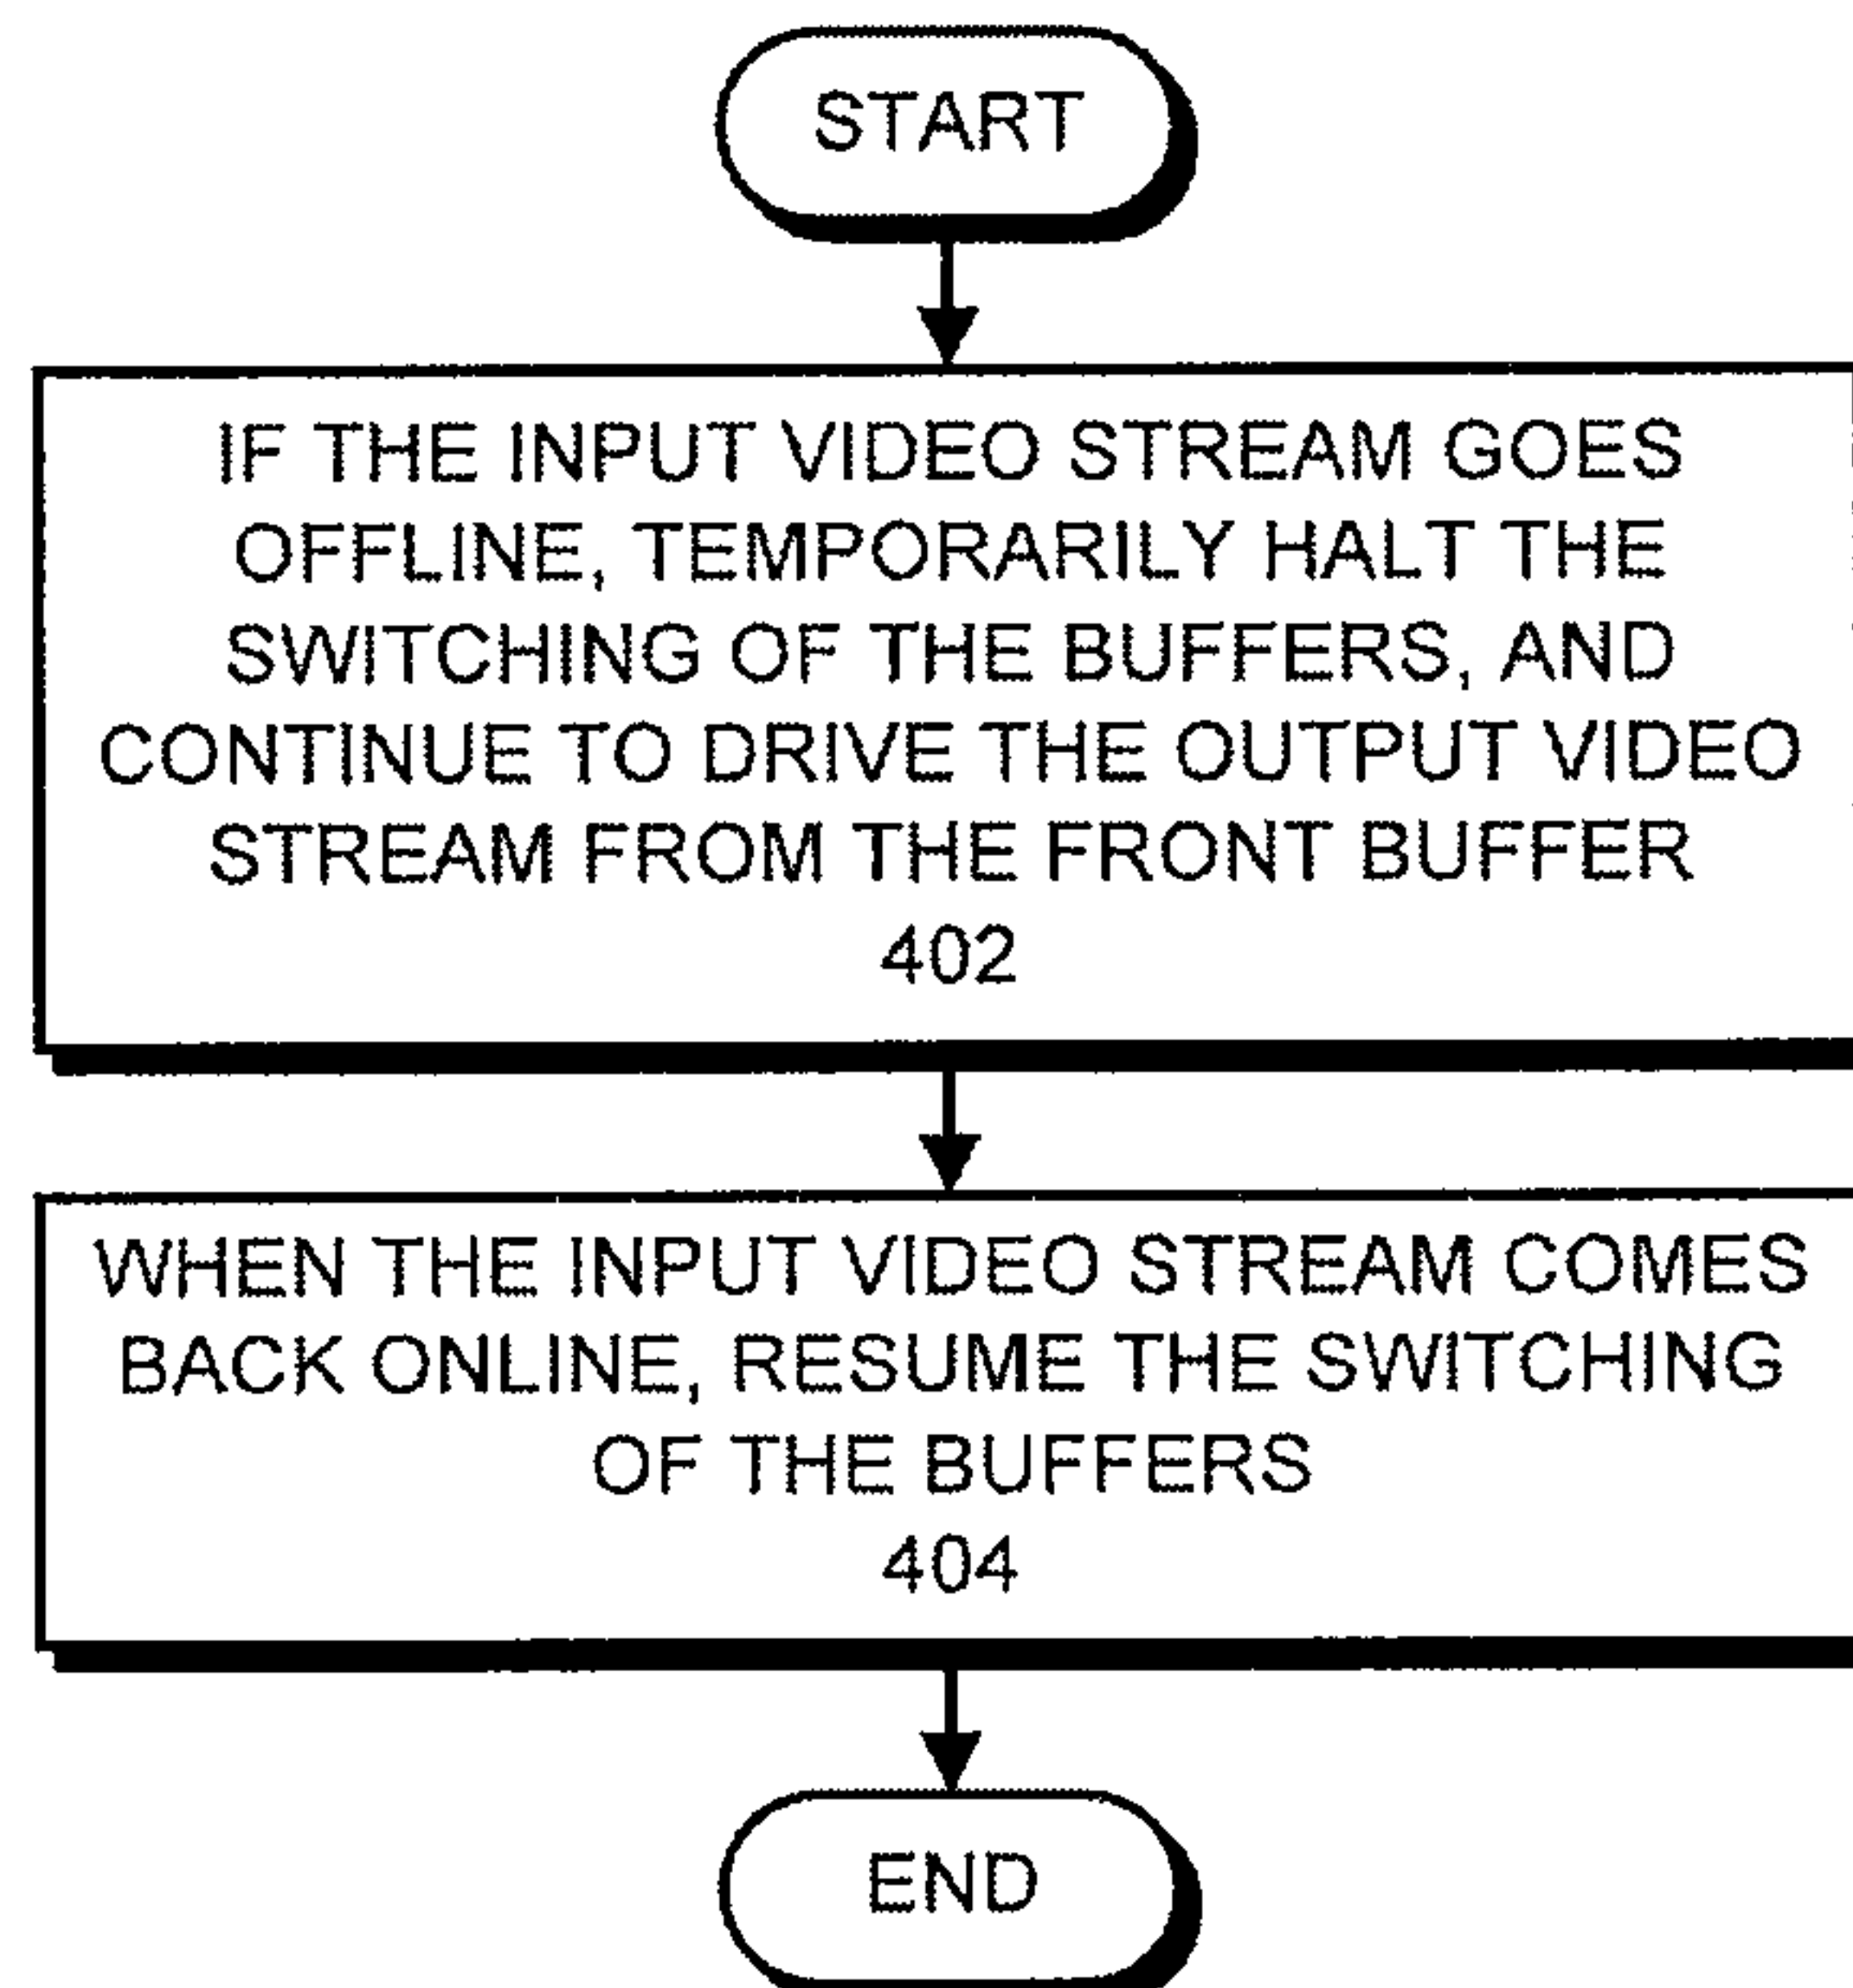 START
IF THE INPUT VIDEO STREAM GOES
OFFLINE, TEMPORARILY HALT THE
SWITCHING OF THE BUFFERS, AND
CONTINUE TO DRIVE THE OUTPUT VIDEO
STREAM FROM THE FRONT BUFFER
402
WHEN THE INPUT VIDEO STREAM COMES
BACK ONLINE, RESUME THE SWITCHING
OF THE BUFFERS
404
END